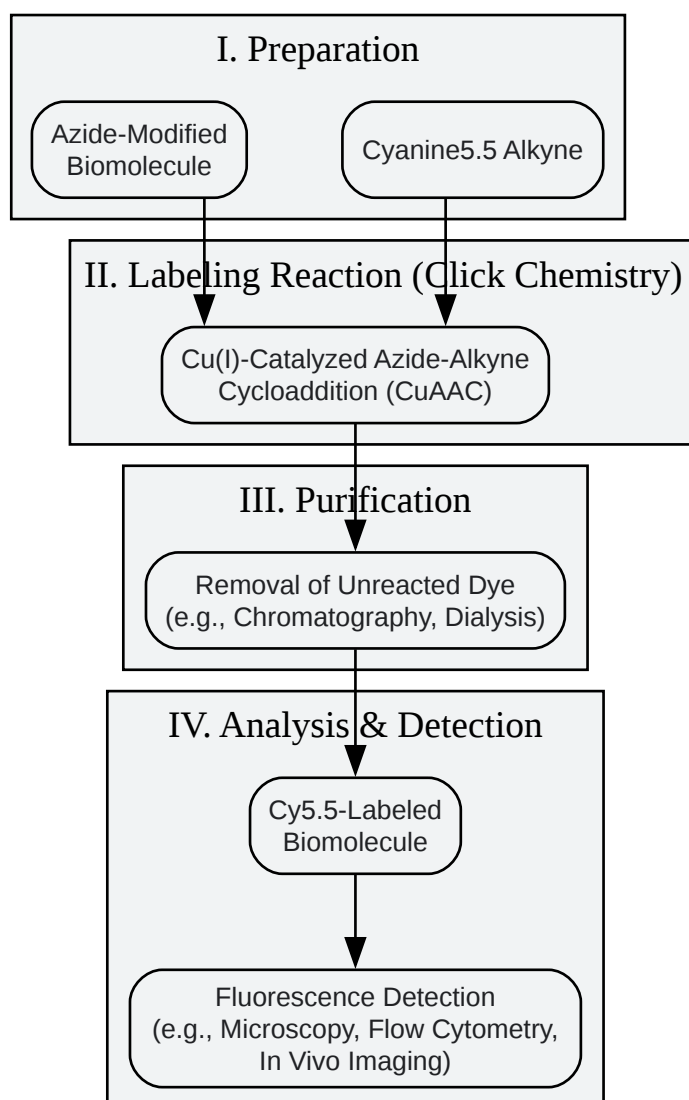 I. Preparation
Azide-Modified
Biomolecule
Cyanine5.5 Alkyne
II. Labeling Reaction (Click Chemistry)
Cu(I)-Catalyzed Azide-Alkyne
Cycloaddition (CuAAC)
III. Purification
Removal of Unreacted Dye
(e.g., Chromatography, Dialysis)
IV. Analysis & Detection
Cy5.5-Labeled
Biomolecule
Fluorescence Detection
(e.g., Microscopy, Flow Cytometry,
In Vivo Imaging)